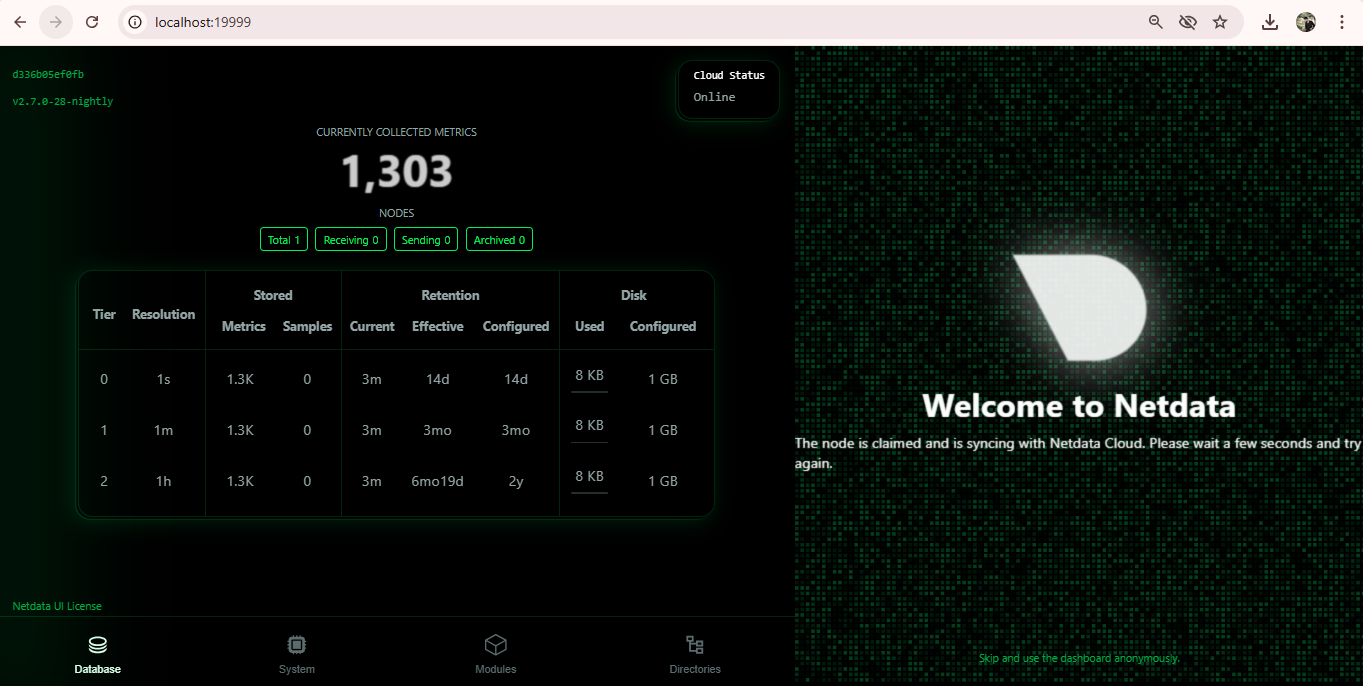 localhost:19999
d336b05ef0fb
v2.7.0-28-nightly
Cloud Status
Online
CURRENTLY COLLECTED METRICS
1,303
NODES
Total 1 Receiving 0 Sending 0 Archived 0
Stored Retention Disk
Tier Resolution
Metrics Samples Current Effective Configured Used Configured
0 1s 1.3K 0 3m 14d 14d 8 KB 1 GB
1 1m 1.3K 0 3m 3mo 3mo 8 KB 1 GB
2 1h 1.3K 0 3m 6mo19d 2y 8 KB 1 GB
Netdata UI License
Database System Modules Directories
Welcome to Netdata
The node is claimed and is syncing with Netdata Cloud. Please wait a few seconds and try
again.
Skip and use the dashboard anonymously.